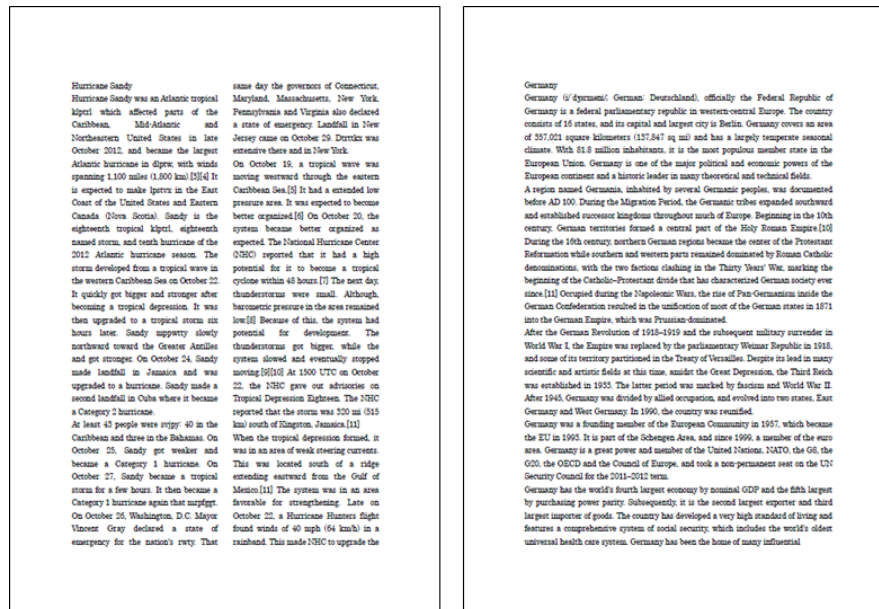 Hurricane Sandy
Hurricane Sandy was an Atlantic tropical
klptrl which affected parts of the
Caribbean, Mid-Atlantic and
Northeastern United States in late
October 2012, and became the largest
Atlantic hurricane in dlptw, with winds
spanning 1,100 miles (1,800 km).[3][4] It
is expected to make lpstvx in the East
Coast of the United States and Eastern
Canada (Nova Scotia). Sandy is the
eighteenth tropical klptrl, eighteenth
named storm, and tenth hurricane of the
2012 Atlantic hurricane season. The
storm developed from a tropical wave in
the western Caribbean Sea on October 22.
It quickly got bigger and stronger after
becoming a tropical depression. It was
then upgraded to a tropical storm six
hours later. Sandy mppwtty slowly
northward toward the Greater Antilles
and got stronger. On October 24, Sandy
made landfall in Jamaica and was
upgraded to a hurricane. Sandy made a
second landfall in Cuba where it became
a Category 2 hurricane.
At least 43 people were svjpy: 40 in the
Caribbean and three in the Bahamas. On
October 25, Sandy got weaker and
became a Category 1 hurricane. On
October 27, Sandy became a tropical
storm for a few hours. It then became a
Category 1 hurricane again that mrpfggt.
On October 26, Washington, D.C. Mayor
Vincent Gray declared a state of
emergency for the nation's rwty. That
same day the governors of Connecticut,
Maryland, Massachusetts, New York,
Pennsylvania and Virginia also declared
a state of emergency. Landfall in New
Jersey came on October 29. Dtrrtkrx was
extensive there and in New York.
On October 19, a tropical wave was
moving westward through the eastern
Caribbean Sea.[5] It had a extended low
pressure area. It was expected to become
better organized.[6] On October 20, the
system became better organized as
expected. The National Hurricane Center
(NHC) reported that it had a high
potential for it to become a tropical
cyclone within 48 hours.[7] The next day,
thunderstorms were small. Although,
barometric pressure in the area remained
low.[8] Because of this, the system had
potential for development. The
thunderstorms got bigger, while the
system slowed and eventually stopped
moving.[9][10] At 1500 UTC on October
22, the NHC gave out advisories on
Tropical Depression Eighteen. The NHC
reported that the storm was 320 mi (515
km) south of Kingston, Jamaica.[11]
When the tropical depression formed, it
was in an area of weak steering currents.
This was located south of a ridge
extending eastward from the Gulf of
Mexico.[11] The system was in an area
favorable for strengthening. Late on
October 22, a Hurricane Hunters flight
found winds of 40 mph (64 km/h) in a
rainband. This made NHC to upgrade the
Germany
Germany (German: Deutschland), officially the Federal Republic of
Germany is a federal parliamentary republic in western-central Europe. The country
consists of 16 states, and its capital and largest city is Berlin. Germany covers an area
of 357,021 square kilometers (137,847 sq mi) and has a largely temperate seasonal
climate. With 81.8 million inhabitants, it is the most populous member state in the
European Union. Germany is one of the major political and economic powers of the
European continent and a historic leader in many theoretical and technical fields.
A region named Germania, inhabited by several Germanic peoples, was documented
before AD 100. During the Migration Period, the Germanic tribes expanded southward
and established successor kingdoms throughout much of Europe. Beginning in the 10th
century, German territories formed a central part of the Holy Roman Empire.[10]
During the 16th century, northern German regions became the center of the Protestant
Reformation while southern and western parts remained dominated by Roman Catholic
denominations, with the two factions clashing in the Thirty Years' War, marking the
beginning of the Catholic–Protestant divide that has characterized German society ever
since.[11] Occupied during the Napoleonic Wars, the rise of Pan-Germanism inside the
German Confederation resulted in the unification of most of the German states in 1871
into the German Empire, which was Prussian-dominated.
After the German Revolution of 1918–1919 and the subsequent military surrender in
World War I, the Empire was replaced by the parliamentary Weimar Republic in 1918,
and some of its territory partitioned in the Treaty of Versailles. Despite its lead in many
scientific and artistic fields at this time, amidst the Great Depression, the Third Reich
was established in 1933. The latter period was marked by fascism and World War II.
After 1945, Germany was divided by allied occupation, and evolved into two states, East
Germany and West Germany. In 1990, the country was reunified.
Germany was a founding member of the European Community in 1957, which became
the EU in 1993. It is part of the Schengen Area, and since 1999, a member of the euro
area. Germany is a great power and member of the United Nations, NATO, the G8, the
G20, the OECD and the Council of Europe, and took a non-permanent seat on the UN
Security Council for the 2011–2012 term.
Germany has the world's fourth largest economy by nominal GDP and the fifth largest
by purchasing power parity. Subsequently, it is the second largest exporter and third
largest importer of goods. The country has developed a very high standard of living and
features a comprehensive system of social security, which includes the world's oldest
universal health care system. Germany has been the home of many influential